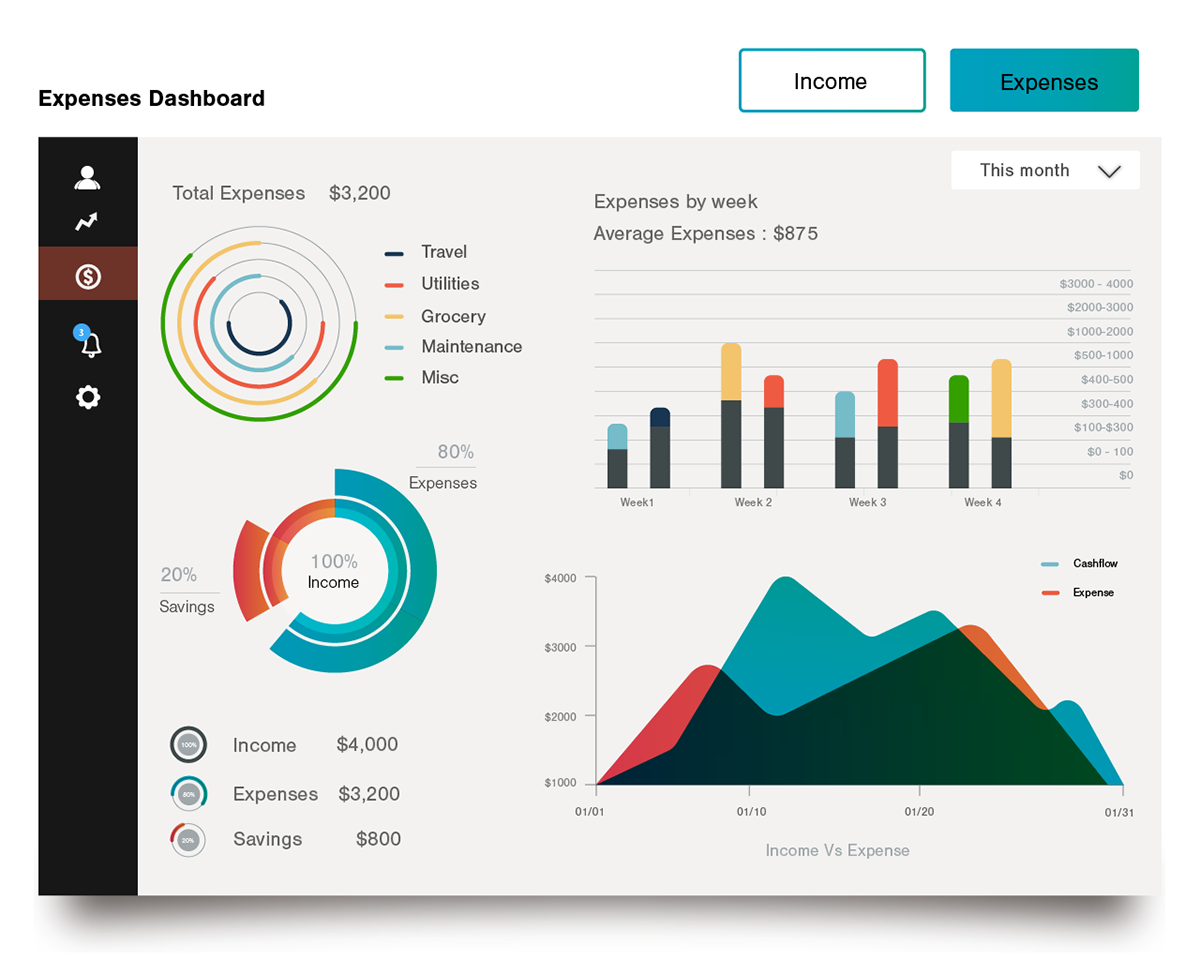 Expenses Dashboard
Income
Expenses
This month
3
Total Expenses $3,200
Travel
Utilities
Grocery
Maintenance
Misc
Expenses by week
Average Expenses : $875
$3000 - 4000
$2000-3000
$1000-2000
$500-1000
$400-500
$300-400
$100-$300
$0 - 100
$0
Week1
Week 2
Week 3
Week 4
80%
Expenses
20%
Savings
100%
Income
100% Income $4,000
80% Expenses $3,200
20% Savings $800
Cashflow
Expense
$4000
$3000
$2000
$1000
01/01
01/10
01/20
01/31
Income Vs Expense